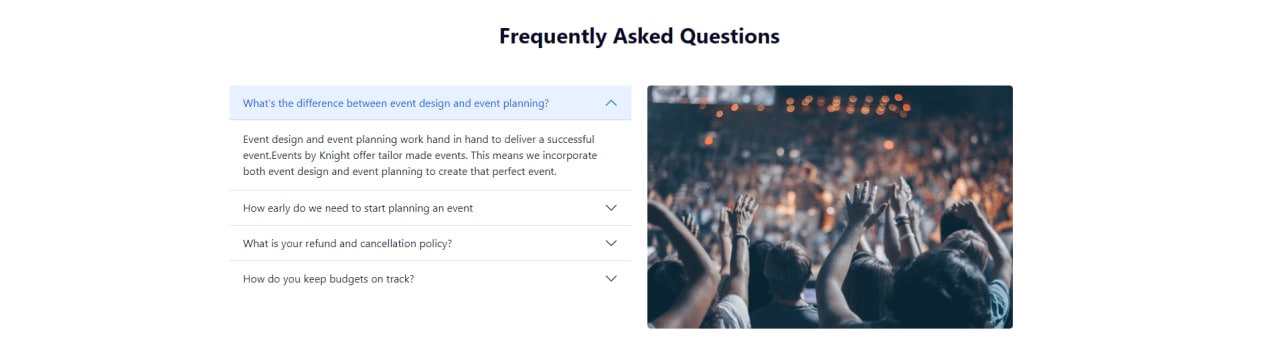 Frequently Asked Questions
What's the difference between event design and event planning?
Event design and event planning work hand in hand to deliver a successful
event.Events by Knight offer tailor made events. This means we incorporate
both event design and event planning to create that perfect event.
How early do we need to start planning an event
What is your refund and cancellation policy?
How do you keep budgets on track?